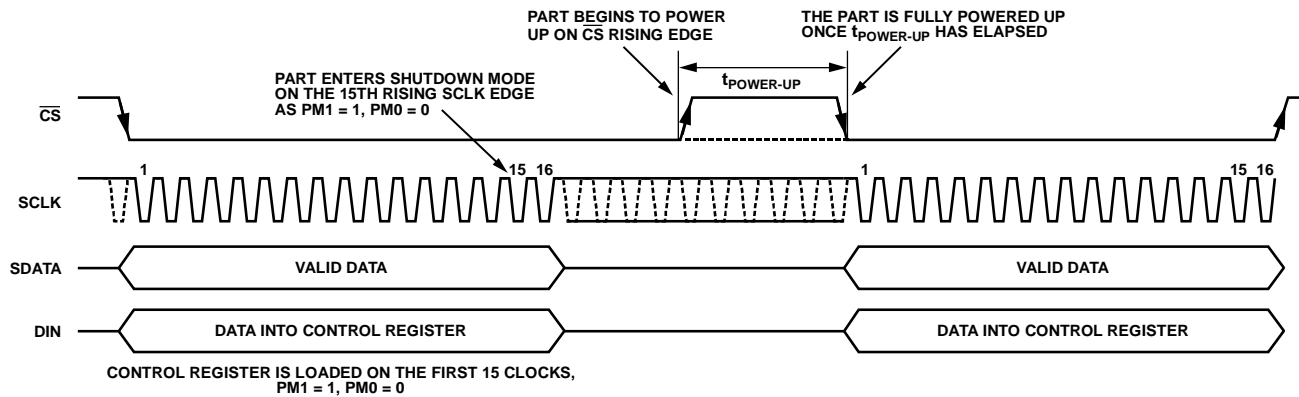 PART BEGINS TO POWER
UP ON CS RISING EDGE
THE PART IS FULLY POWERED UP
ONCE tPOWER-UP HAS ELAPSED
PART ENTERS SHUTDOWN MODE
ON THE 15TH RISING SCLK EDGE
AS PM1 = 1, PM0 = 0
tPOWER-UP
CS
1 15 16 1 15 16
SCLK
SDATA VALID DATA VALID DATA
DIN DATA INTO CONTROL REGISTER DATA INTO CONTROL REGISTER
CONTROL REGISTER IS LOADED ON THE FIRST 15 CLOCKS,
PM1 = 1, PM0 = 0